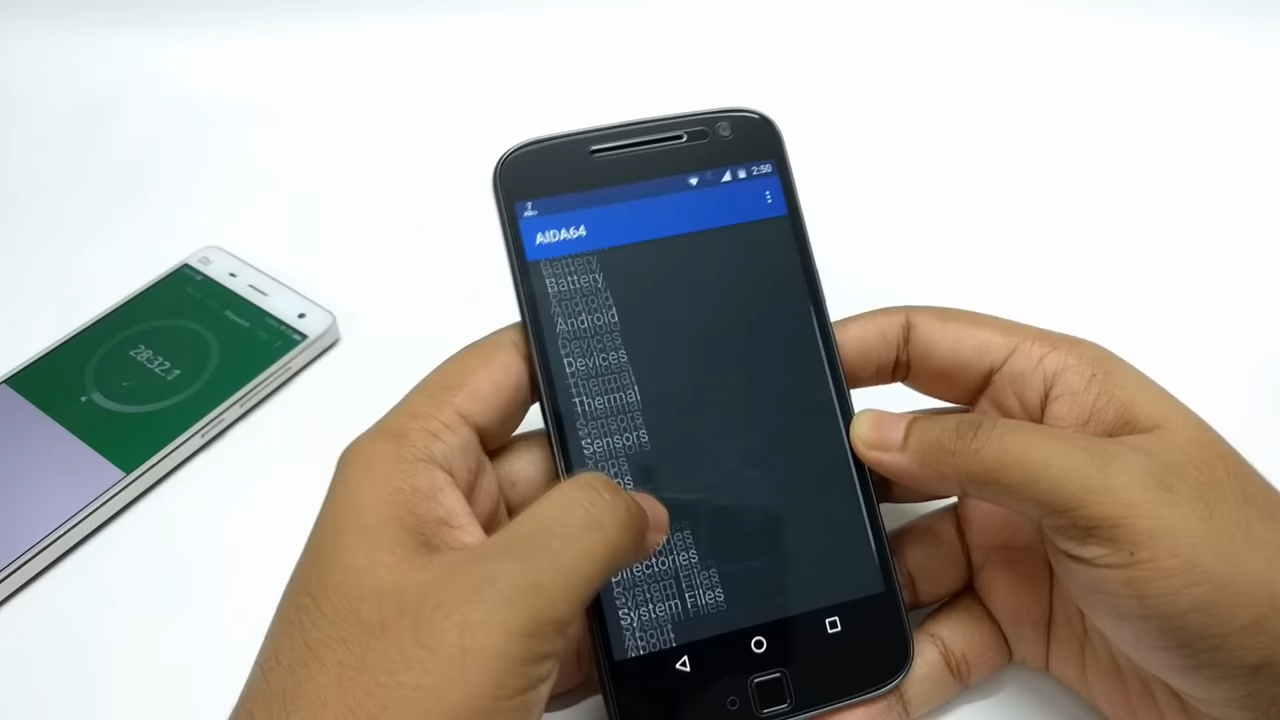 2:50
AIDA64
Battery
Android
Devices
Thermal
Sensors
Directories
System Files
About
28:32.1